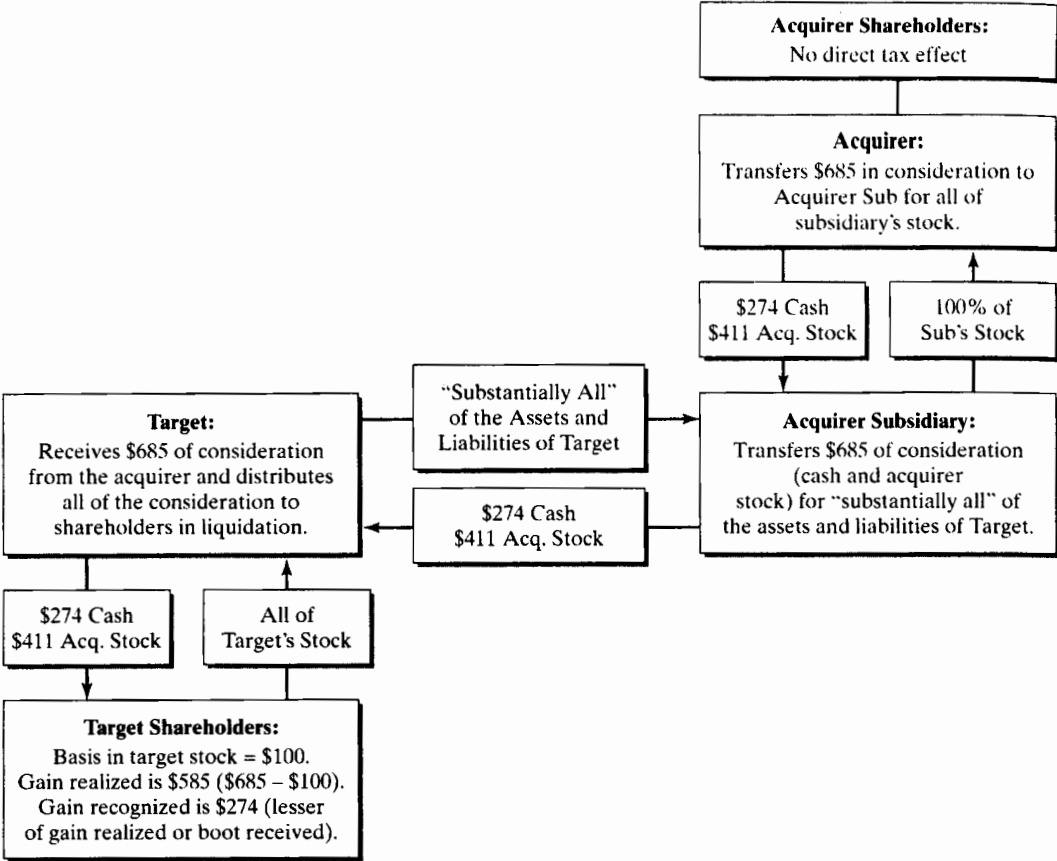 Acquirer Shareholders:
No direct tax effect
Acquirer:
Transfers $685 in consideration to
Acquirer Sub for all of
subsidiary's stock.
$274 Cash
$411 Acq. Stock
100% of
Sub's Stock
"Substantially All"
of the Assets and
Liabilities of Target
Target:
Receives $685 of consideration
from the acquirer and distributes
all of the consideration to
shareholders in liquidation.
Acquirer Subsidiary:
Transfers $685 of consideration
(cash and acquirer
stock) for "substantially all" of
the assets and liabilities of Target.
$274 Cash
$411 Acq. Stock
$274 Cash
$411 Acq. Stock
All of
Target's Stock
Target Shareholders:
Basis in target stock = $100.
Gain realized is $585 ($685 – $100).
Gain recognized is $274 (lesser
of gain realized or boot received).